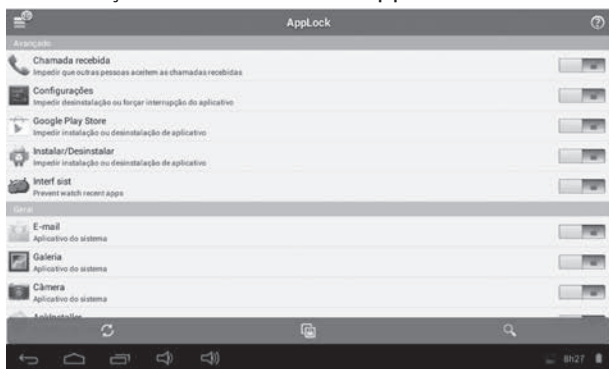 AppLock
Avançado
Chamada recebida
Impedir que outras pessoas aceitem as chamadas recebidas
Configurações
Impedir desinstalação ou forçar interrupção do aplicativo
Google Play Store
Impedir instalação ou desinstalação de aplicativo
Instalar/Desinstalar
Impedir instalação ou desinstalação de aplicativo
Interf sist
Prevent watch recent apps
Geral
E-mail
Aplicativo do sistema
Galeria
Aplicativo do sistema
Câmera
Aplicativo do sistema
8h27